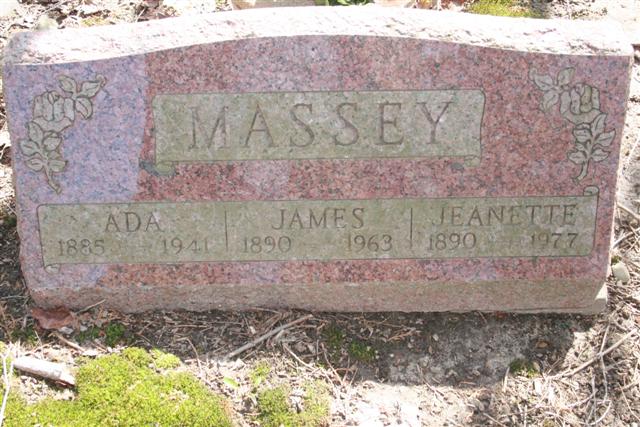 MASSEY
ADA JAMES JEANETTE
1885 — 1941 1890 — 1963 1890 — 1977